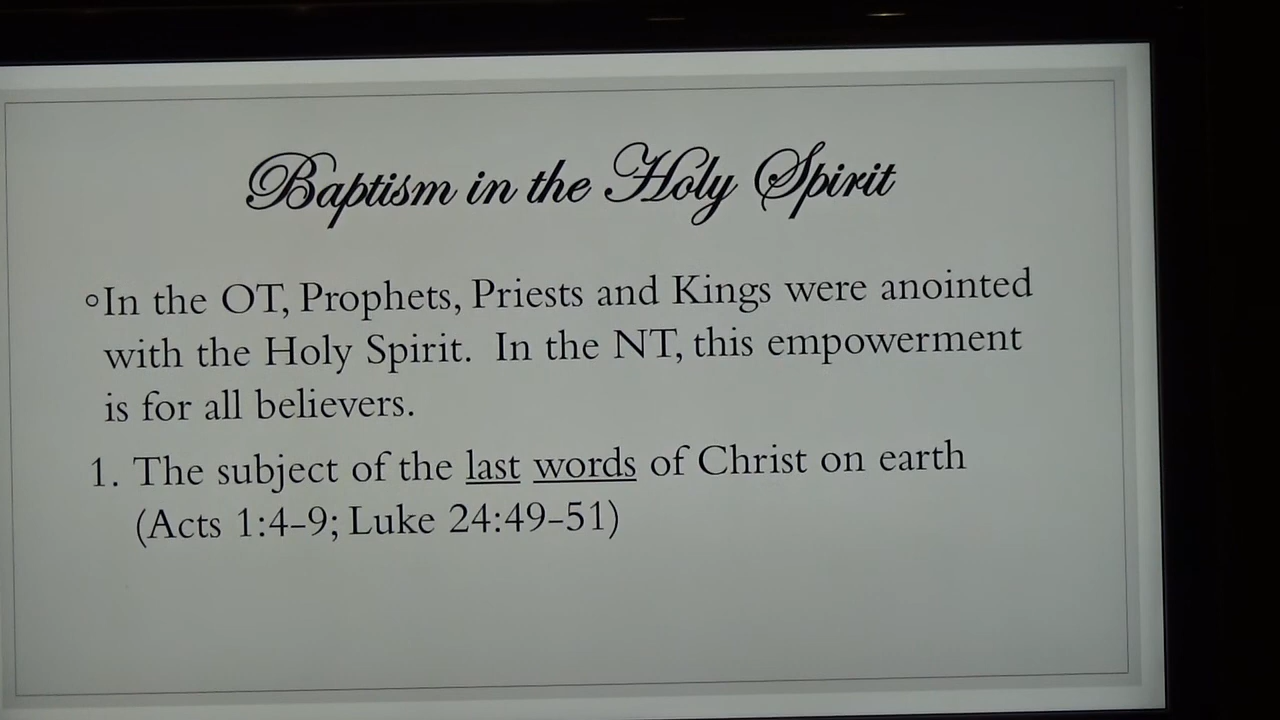 Baptism in the Holy Spirit
◦In the OT, Prophets, Priests and Kings were anointed
with the Holy Spirit.  In the NT, this empowerment
is for all believers.
1. The subject of the last words of Christ on earth
(Acts 1:4–9; Luke 24:49–51)